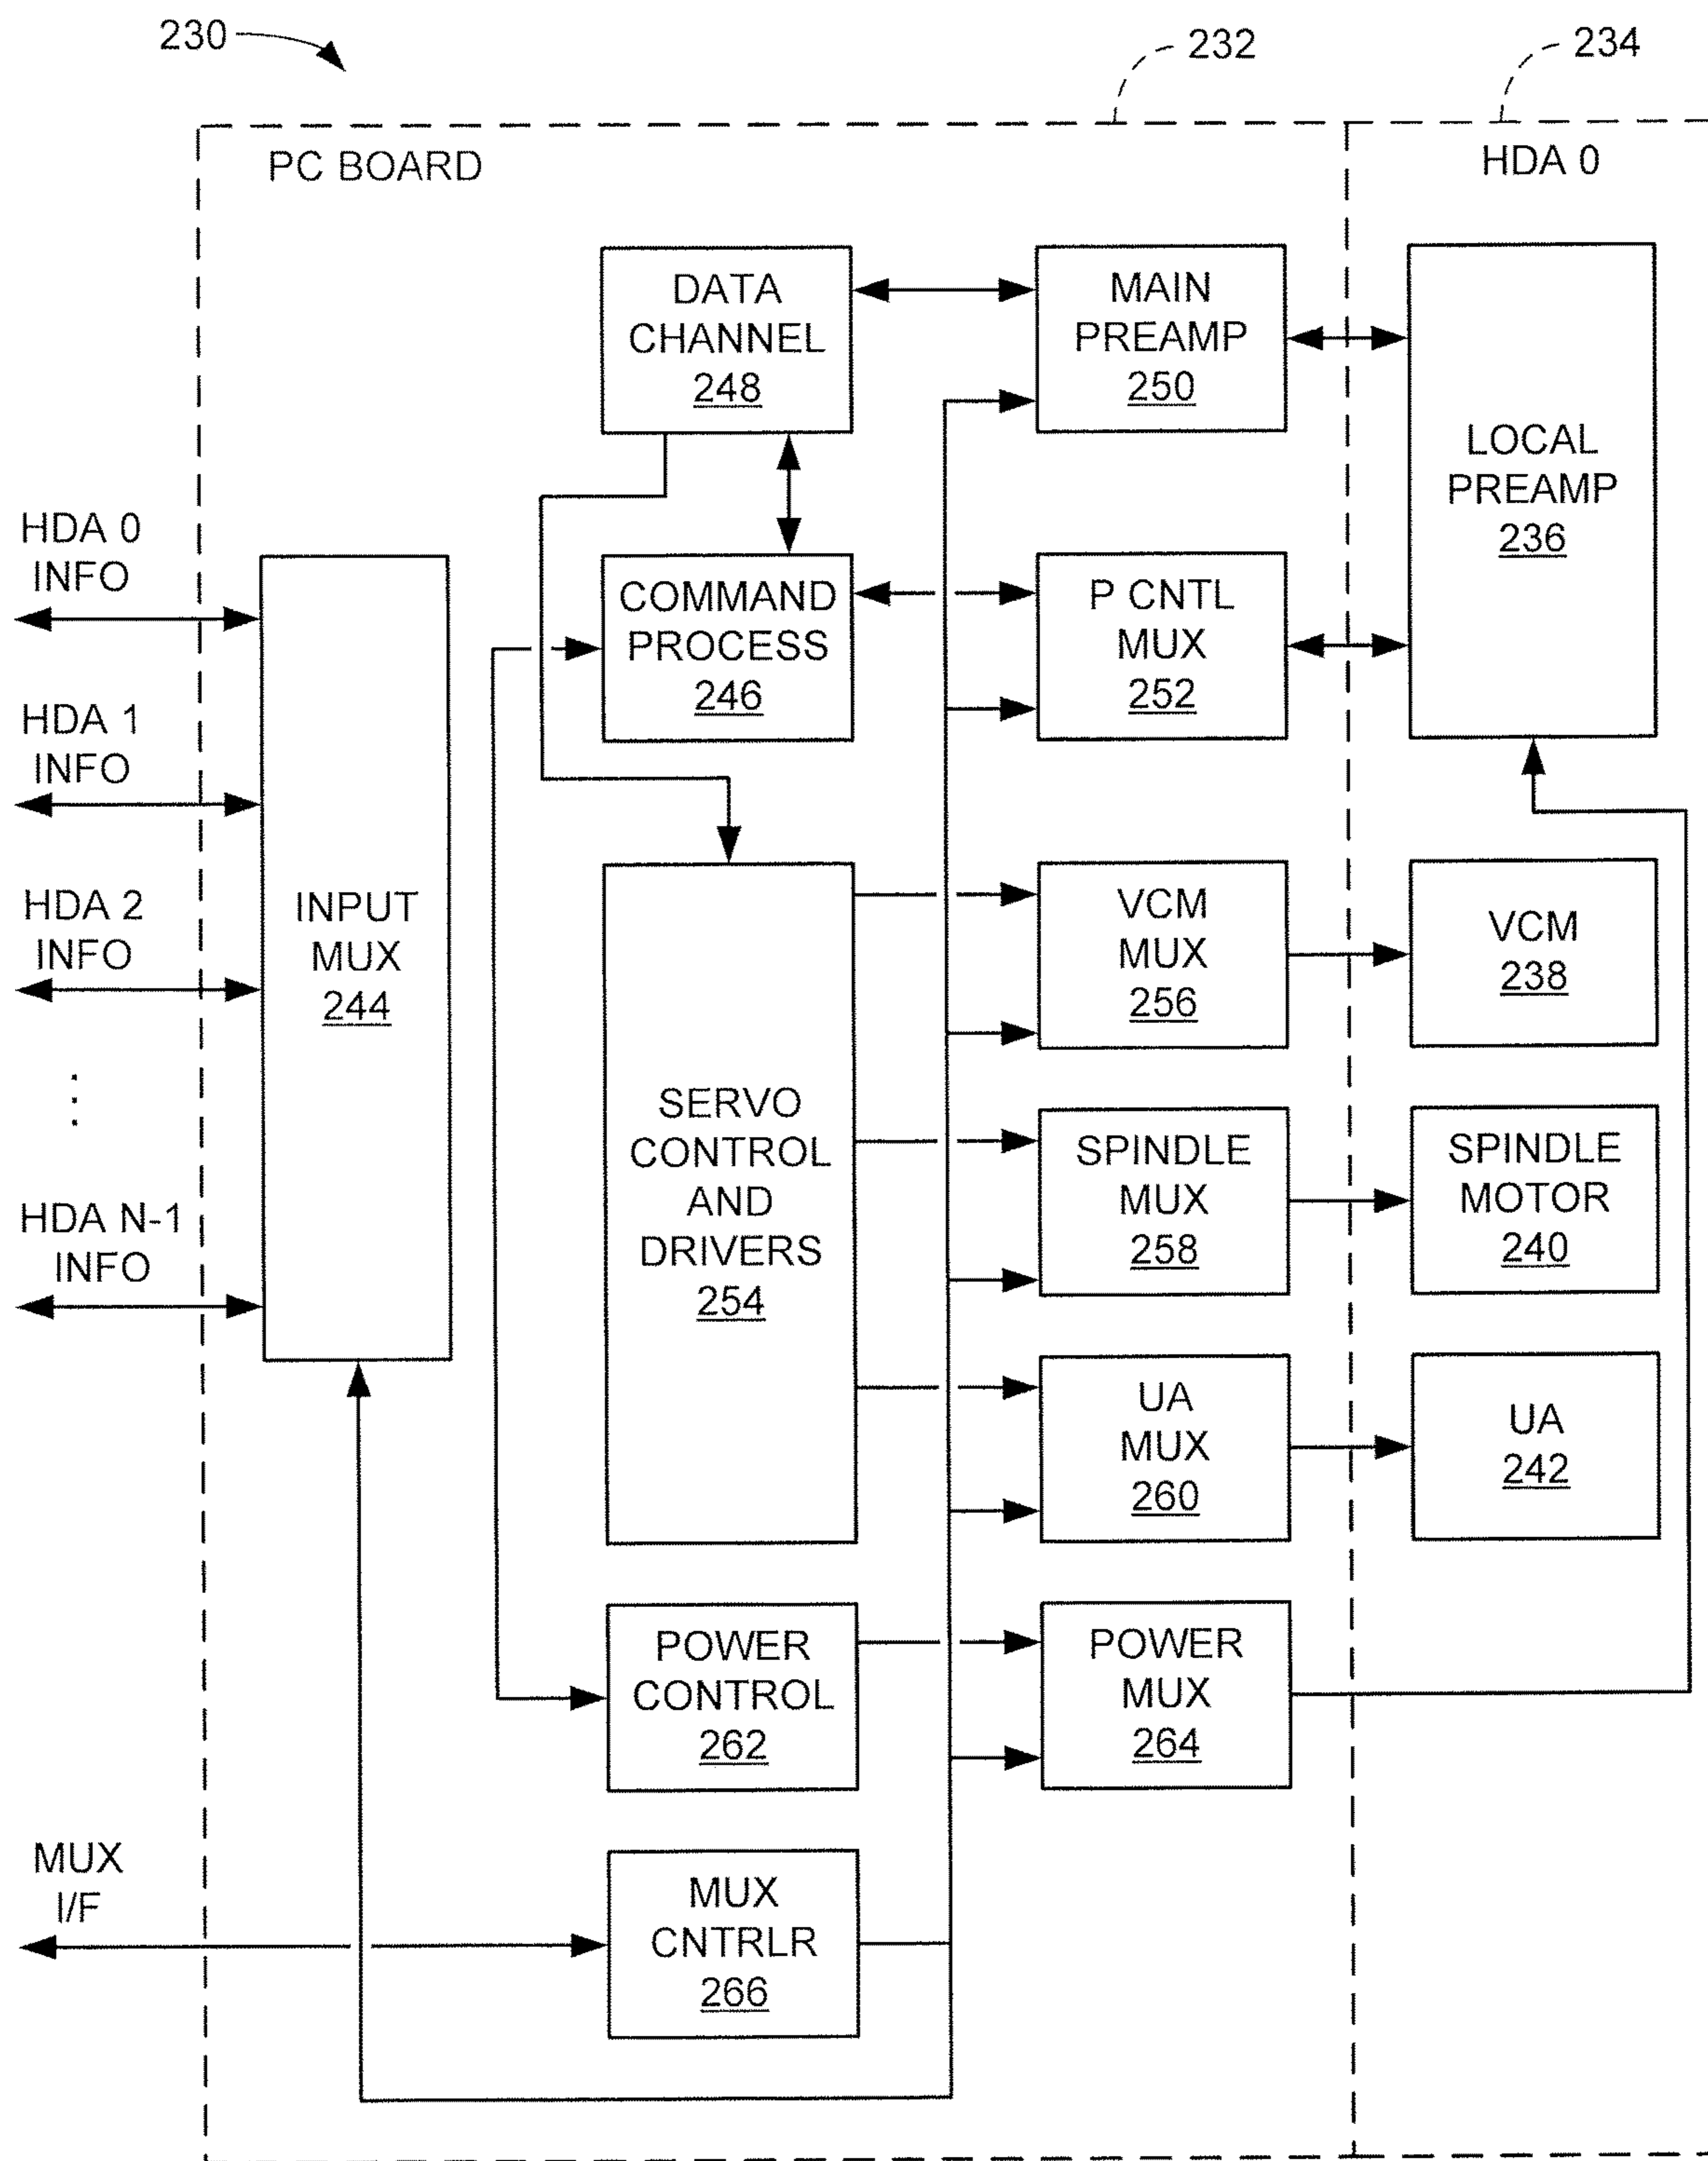 230
232
234
PC BOARD
HDA 0
DATA
CHANNEL
248
MAIN
PREAMP
250
LOCAL
PREAMP
236
HDA 0
INFO
HDA 1
INFO
HDA 2
INFO
⋮
HDA N-1
INFO
INPUT
MUX
244
COMMAND
PROCESS
246
P CNTL
MUX
252
SERVO
CONTROL
AND
DRIVERS
254
VCM
MUX
256
VCM
238
SPINDLE
MUX
258
SPINDLE
MOTOR
240
UA
MUX
260
UA
242
POWER
CONTROL
262
POWER
MUX
264
MUX
I/F
MUX
CNTRLR
266